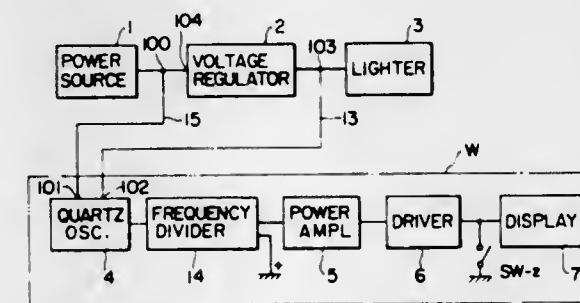 1
100
104
2
103
3
POWER
SOURCE
VOLTAGE
REGULATOR
LIGHTER
15
13
W
101
102
QUARTZ
OSC.
FREQUENCY
DIVIDER
POWER
AMPL
DRIVER
DISPLAY
+
SW-2
4
14
5
6
7